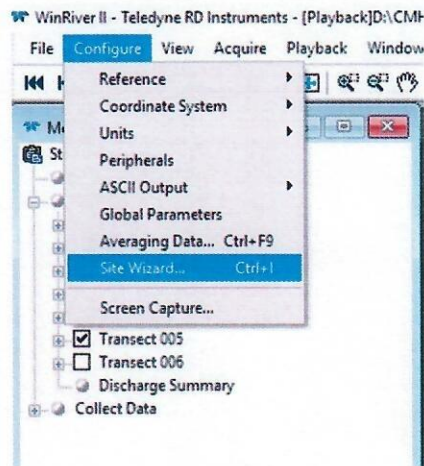 WinRiver II - Teledyne RD Instruments - [Playback]D:\CMH
File Configure View Acquire Playback Window
Reference
Coordinate System
Units
Peripherals
ASCII Output
Global Parameters
Averaging Data... Ctrl+F9
Site Wizard... Ctrl+I
Screen Capture...
Transect 005
Transect 006
Discharge Summary
Collect Data